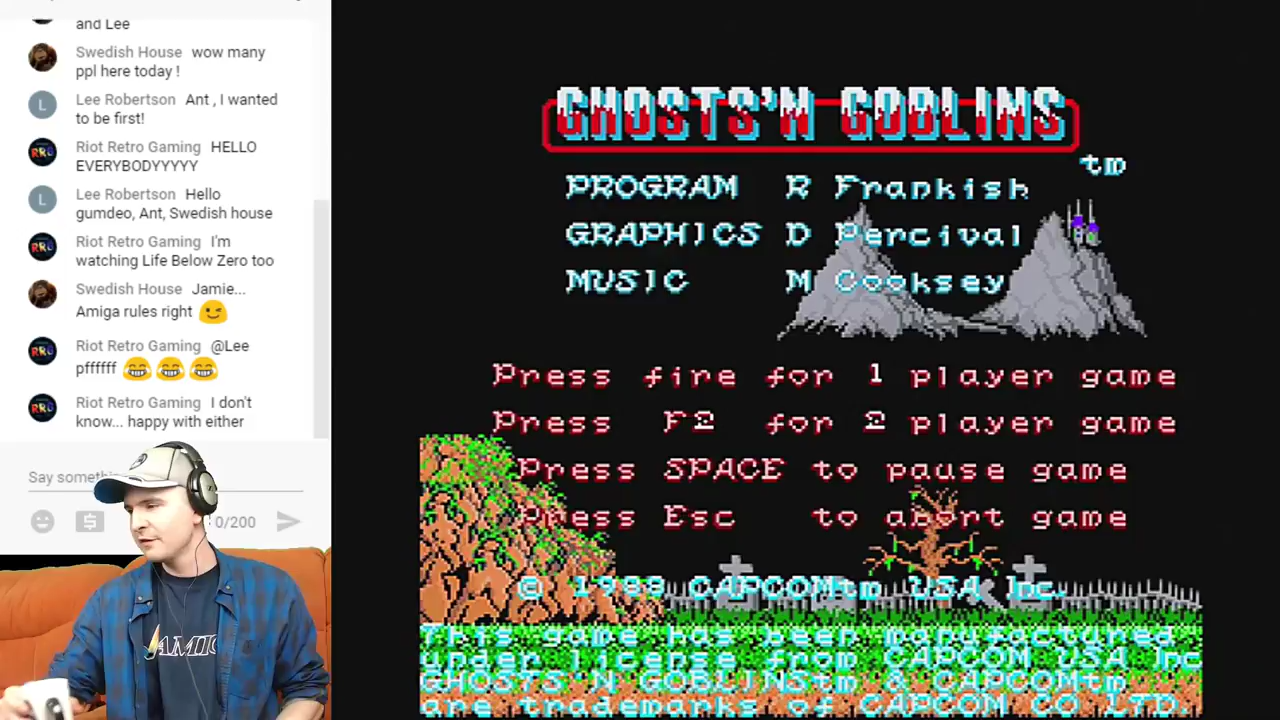 and Lee
Swedish House wow many
ppl here today !
L
Lee Robertson Ant , I wanted
to be first!
RRG
Riot Retro Gaming HELLO
EVERYBODYYYYY
L
Lee Robertson Hello
gumdeo, Ant, Swedish house
RRG
Riot Retro Gaming I'm
watching Life Below Zero too
Swedish House Jamie...
Amiga rules right
RRG
Riot Retro Gaming @Lee
pffffff
RRG
Riot Retro Gaming I don't
know... happy with either
Say
0/200
AMIG
GHOSTS'N GOBLINS
tm
PROGRAM R Frankish
GRAPHICS D Percival
MUSIC M Cooksey
Press fire for 1 player game
Press F2 for 2 player game
Press SPACE to pause game
Press Esc to abort game
© 1989 CAPCOMtm USA Inc.
This game has been manufactured
under license from CAPCOM USA Inc
GHOSTS'N GOBLINStm & CAPCOMtm
are trademarks of CAPCOM CO LTD.